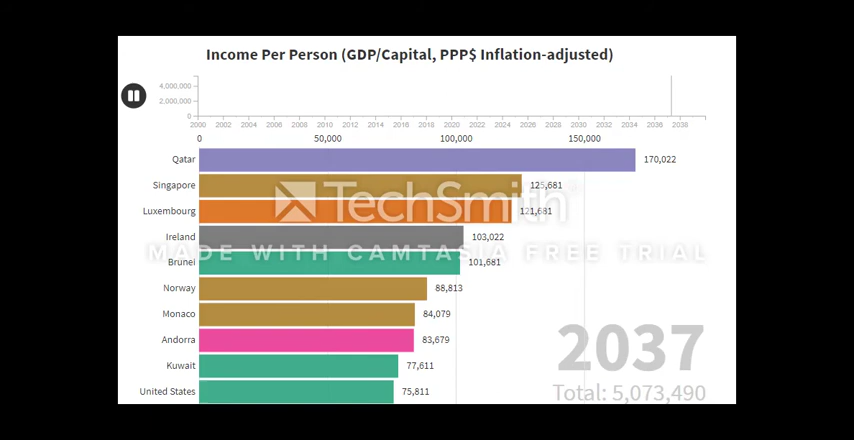 Income Per Person (GDP/Capital, PPP$ Inflation-adjusted)
4,000,000
2,000,000
0
2000 2002 2004 2006 2008 2010 2012 2014 2016 2018 2020 2022 2024 2026 2028 2030 2032 2034 2036 2038
0 50,000 100,000 150,000
Qatar 170,022
Singapore 125,681
TechSmith
Luxembourg 121,681
Ireland 103,022
MADE WITH CAMTASIA FREE TRIAL
Brunei 101,681
Norway 88,813
Monaco 84,079
Andorra 83,679
2037
Kuwait 77,611
United States 75,811
Total: 5,073,490